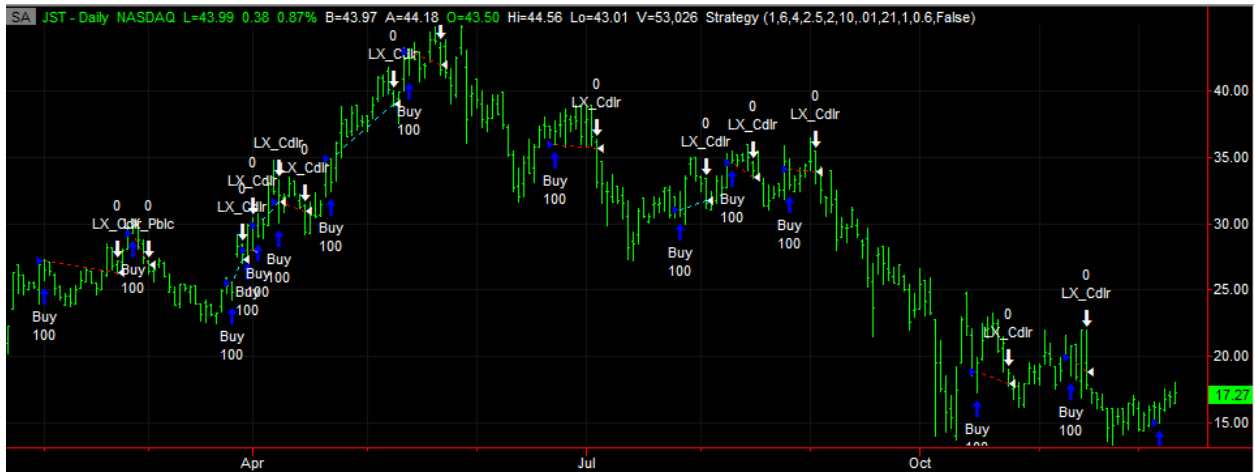 SA JST - Daily NASDAQ L=43.99 0.38 0.87% B=43.97 A=44.18 O=43.50 Hi=44.56 Lo=43.01 V=53,026 Strategy (1,6,4,2.5,2,10,.01,21,1,0.6,False)
0
LX_Cdlr
Buy
100
40.00
0
LX_Cdlr
0
LX_Cdlr
0
LX_Cdlr
0
LX_Cdlr
LX_Cdlr
0
LX_Cdlr
35.00
0
LX_Cdlr
0
LX_Cdlr
Buy
100
0
LX_Cdlr
0
Pblc
30.00
Buy
100
Buy
100
Buy
100
Buy
100
Buy
100
Buy
100
Buy
100
25.00
Buy
100
Buy
100
0
LX_Cdlr
0
LX_Cdlr
20.00
17.27
Buy
100
Buy
15.00
Apr
Jul
Oct